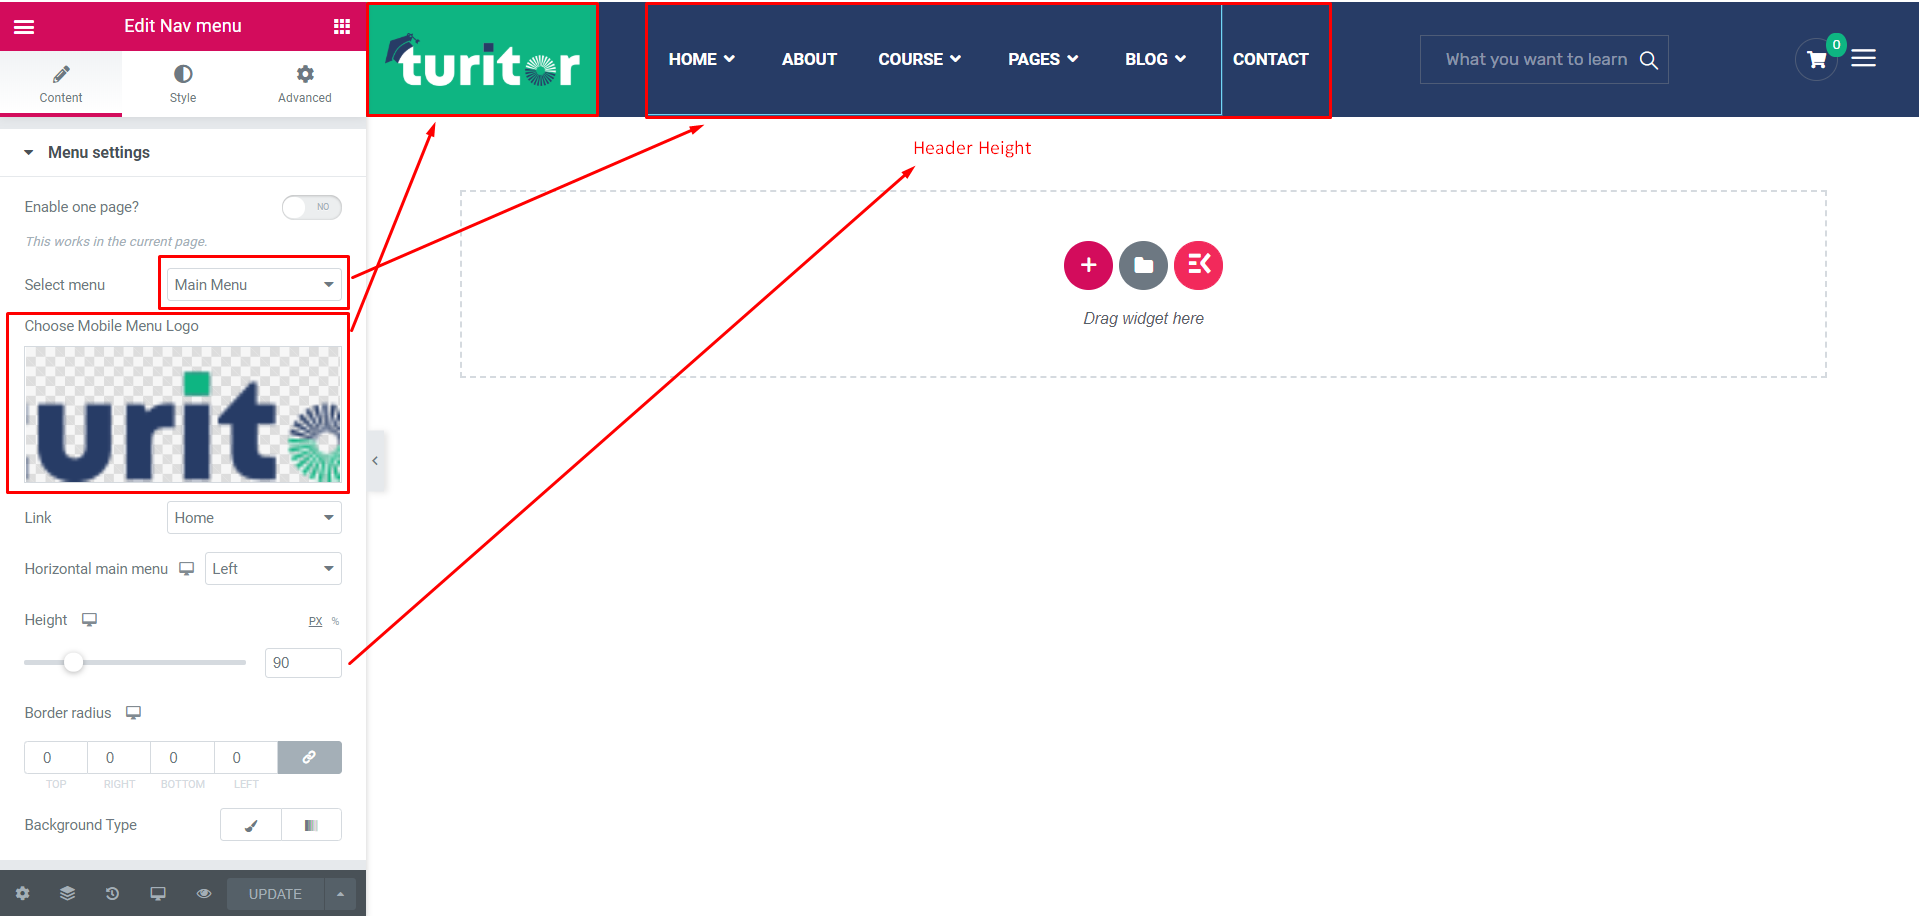 Edit Nav menu
Content
Style
Advanced
Menu settings
Enable one page?
NO
This works in the current page.
Select menu
Main Menu
Choose Mobile Menu Logo
urito
Link
Home
Horizontal main menu
Left
Height
PX %
90
Border radius
0 0 0 0
TOP RIGHT BOTTOM LEFT
Background Type
UPDATE
turitor
HOME ABOUT COURSE PAGES BLOG CONTACT
What you want to learn
0
Header Height
Drag widget here